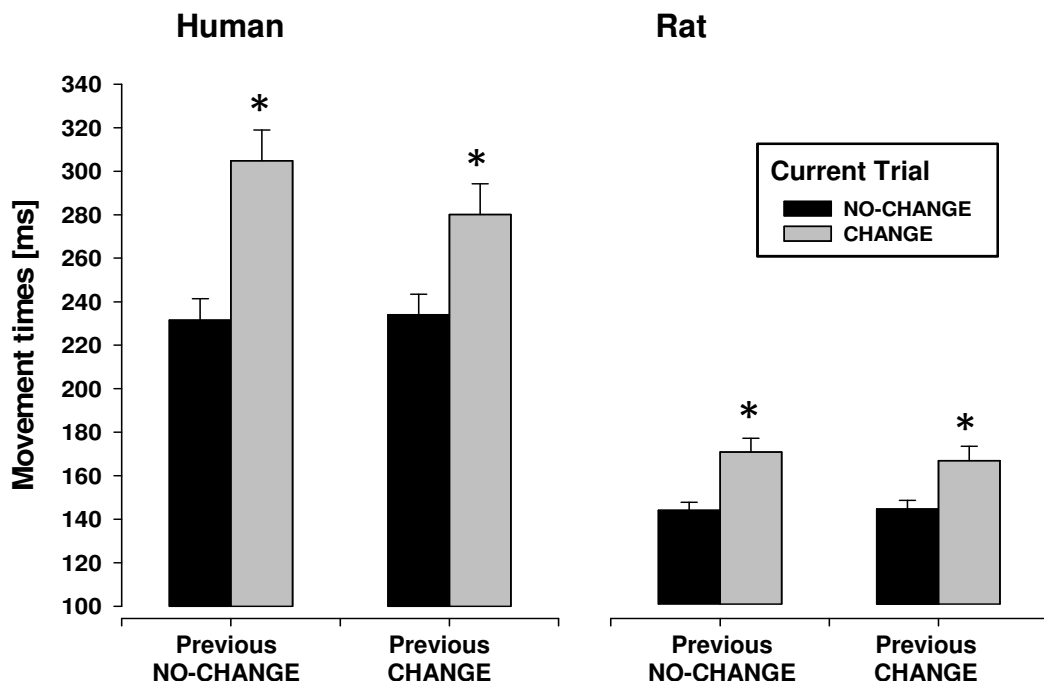 Human
Rat
Movement times [ms]
340
320
300
280
260
240
220
200
180
160
140
120
100
*
*
*
*
Current Trial
NO-CHANGE
CHANGE
Previous
NO-CHANGE
Previous
CHANGE
Previous
NO-CHANGE
Previous
CHANGE